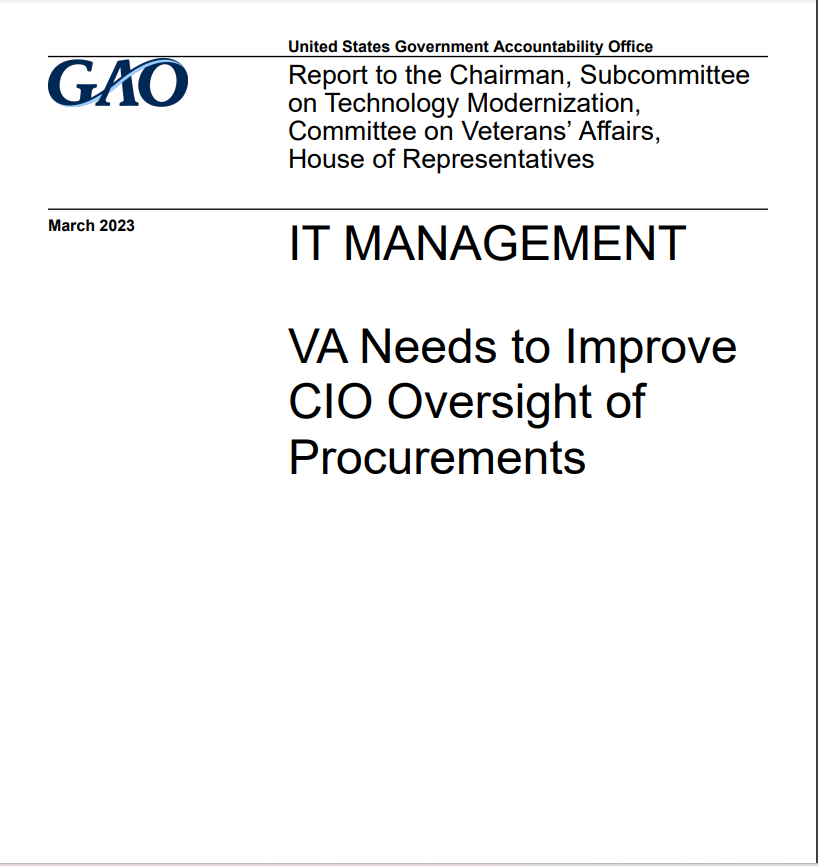 United States Government Accountability Office
GAO
Report to the Chairman, Subcommittee
on Technology Modernization,
Committee on Veterans’ Affairs,
House of Representatives
March 2023
IT MANAGEMENT
VA Needs to Improve
CIO Oversight of
Procurements